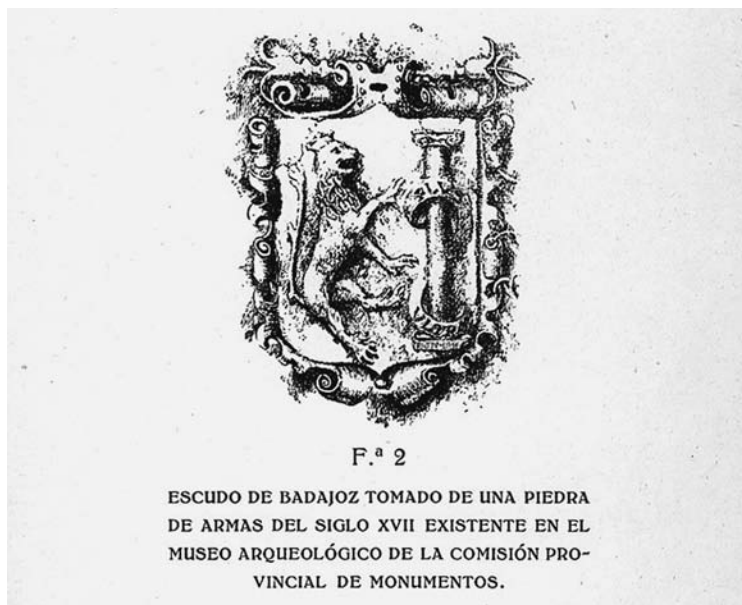 F.ª 2
ESCUDO DE BADAJOZ TOMADO DE UNA PIEDRA
DE ARMAS DEL SIGLO XVII EXISTENTE EN EL
MUSEO ARQUEOLÓGICO DE LA COMISIÓN PRO-
VINCIAL DE MONUMENTOS.